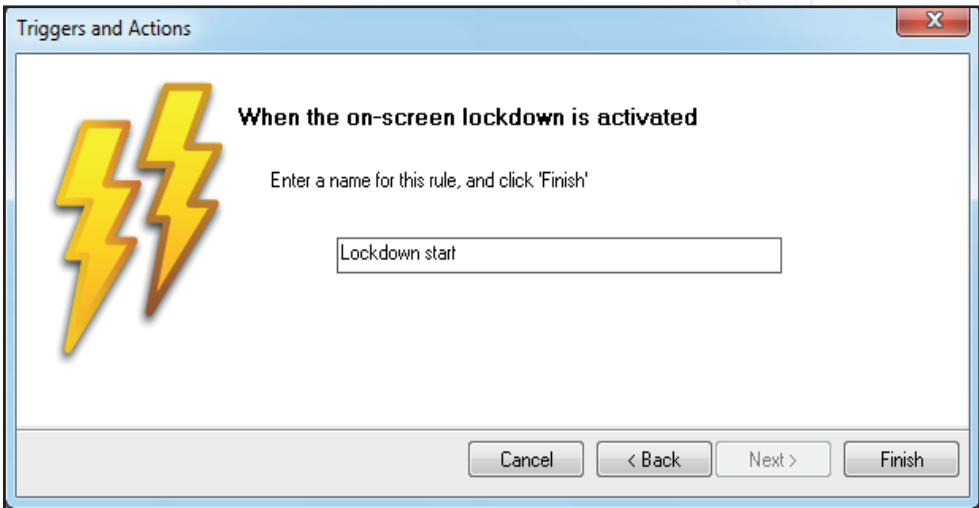 Triggers and Actions
When the on-screen lockdown is activated
Enter a name for this rule, and click 'Finish'
Lockdown start
Cancel
< Back
Next >
Finish